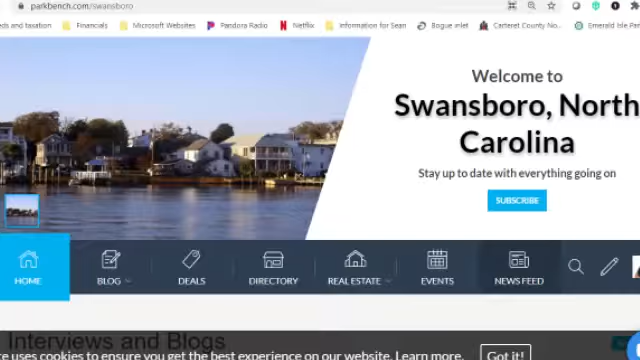 parkbench.com/swansboro
ds and taxation Financials Microsoft Websites Pandora Radio Netflix Information for Sean Bogue inlet Carteret County No... Emerald Isle Par
Welcome to
Swansboro, North
Carolina
Stay up to date with everything going on
SUBSCRIBE
HOME BLOG DEALS DIRECTORY REAL ESTATE EVENTS NEWS FEED
Interviews and Blogs
te uses cookies to ensure you get the best experience on our website. Learn more. Got it!